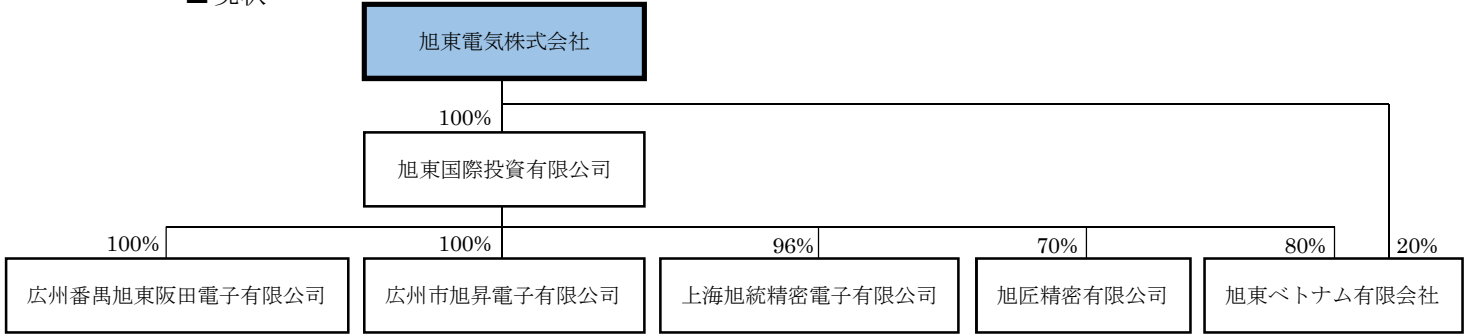 旭東電気株式会社
100%
旭東国際投資有限公司
100%
100%
96%
70%
80%
20%
広州番禺旭東阪田電子有限公司
広州市旭昇電子有限公司
上海旭統精密電子有限公司
旭匠精密有限公司
旭東ベトナム有限会社